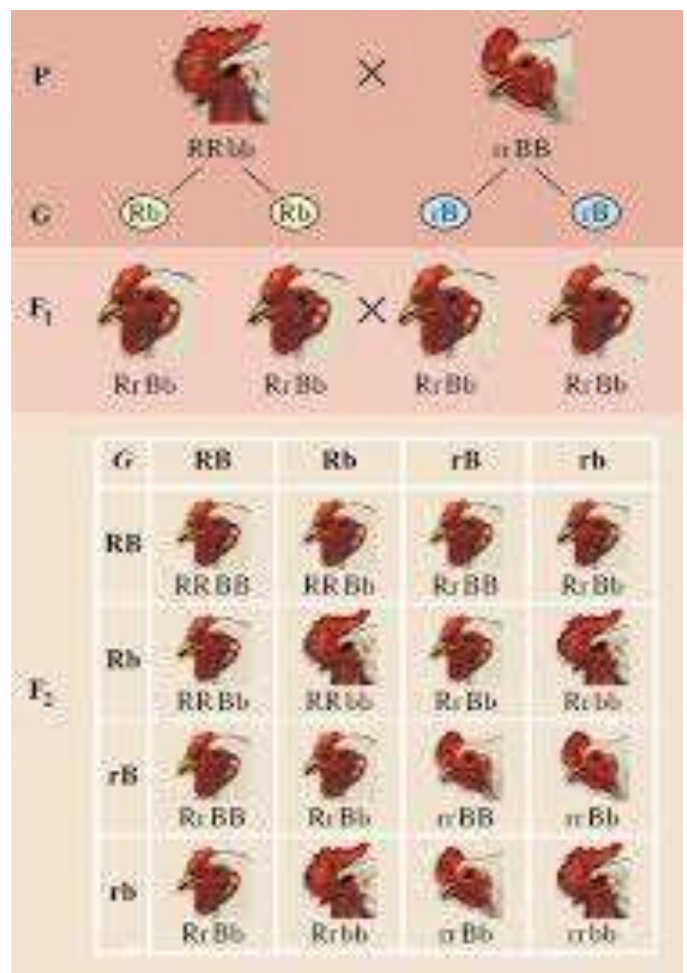 P × 
RRbb rrBB
G Rb Rb rB rB
F1 ×
RrBb RrBb RrBb RrBb
G RB Rb rB rb
RB
RRBB RRBb RrBB RrBb
Rb
RRBb RRbb RrBb Rrbb
F2
rB
RrBB RrBb rrBB rrBb
rb
RrBb Rrbb rrBb rrbb